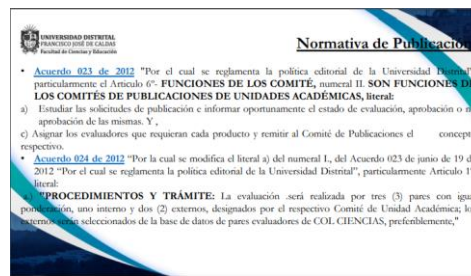 UNIVERSIDAD DISTRITAL
FRANCISCO JOSÉ DE CALDAS
Facultad de Ciencias y Educación
Normativa de Publicación
• Acuerdo 023 de 2012 "Por el cual se reglamenta la política editorial de la Universidad Distrital"
particularmente el Artículo 6º- FUNCIONES DE LOS COMITÉ, numeral II. SON FUNCIONES DE
LOS COMITÉS DE PUBLICACIONES DE UNIDADES ACADÉMICAS, literal:
a) Estudiar las solicitudes de publicación e informar oportunamente el estado de evaluación, aprobación o
aprobación de las mismas. Y ,
c) Asignar los evaluadores que requieran cada producto y remitir al Comité de Publicaciones el concep
respectivo.
• Acuerdo 024 de 2012 “Por la cual se modifica el literal a) del numeral I., del Acuerdo 023 de junio de 19 d
2012 “Por el cual se reglamenta la política editorial de la Universidad Distrital”, particularmente Artículo 1º
literal:
a) "PROCEDIMIENTOS Y TRÁMITE: La evaluación .será realizada por tres (3) pares con igua
ponderación, uno interno y dos (2) externos, designados por el respectivo Comité de Unidad Académica; lo
externos serán seleccionados de la base de datos de pares evaluadores de COL CIENCIAS, preferiblemente,"